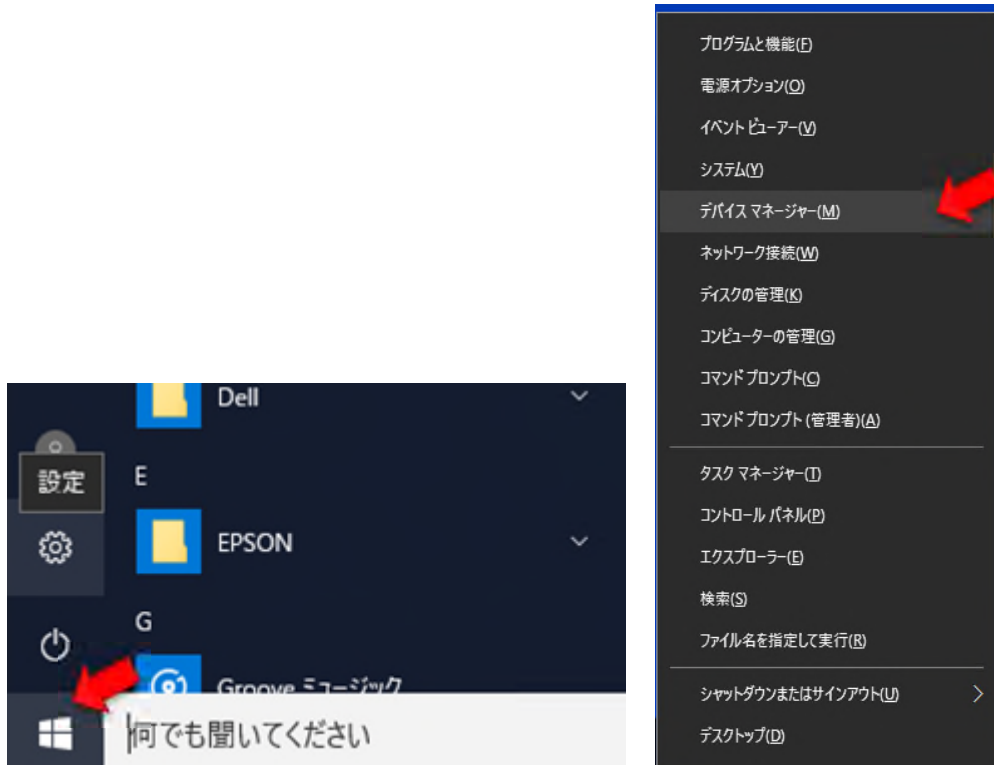 Dell
設定
E
EPSON
G
Groove ミュージック
何でも聞いてください
プログラムと機能(F)
電源オプション(O)
イベント ビューアー(V)
システム(Y)
デバイス マネージャー(M)
ネットワーク接続(W)
ディスクの管理(K)
コンピューターの管理(G)
コマンド プロンプト(C)
コマンド プロンプト (管理者)(A)
タスク マネージャー(T)
コントロール パネル(P)
エクスプローラー(E)
検索(S)
ファイル名を指定して実行(R)
シャットダウンまたはサインアウト(U)
デスクトップ(D)